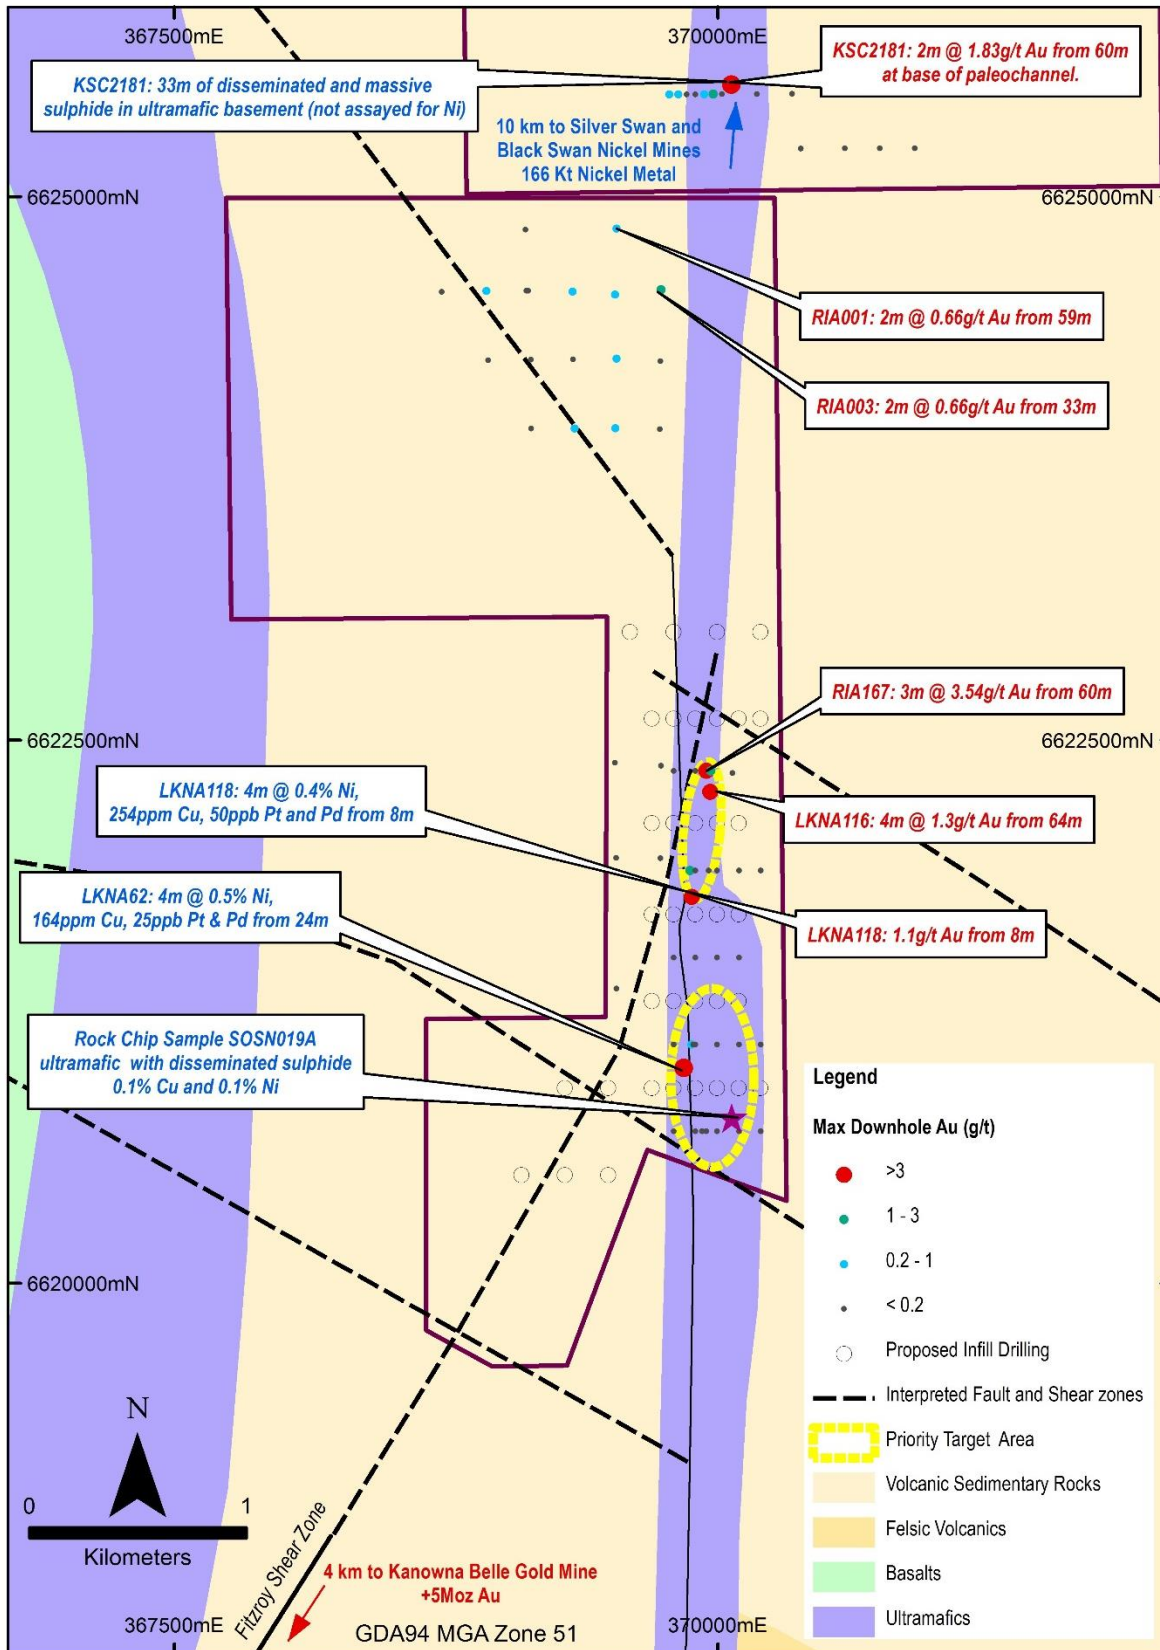 367500mE
370000mE
KSC2181: 33m of disseminated and massive
sulphide in ultramafic basement (not assayed for Ni)
KSC2181: 2m @ 1.83g/t Au from 60m
at base of paleochannel.
10 km to Silver Swan and
Black Swan Nickel Mines
166 Kt Nickel Metal
6625000mN
6625000mN
RIA001: 2m @ 0.66g/t Au from 59m
RIA003: 2m @ 0.66g/t Au from 33m
RIA167: 3m @ 3.54g/t Au from 60m
6622500mN
6622500mN
LKNA118: 4m @ 0.4% Ni,
254ppm Cu, 50ppb Pt and Pd from 8m
LKNA116: 4m @ 1.3g/t Au from 64m
LKNA62: 4m @ 0.5% Ni,
164ppm Cu, 25ppb Pt & Pd from 24m
LKNA118: 1.1g/t Au from 8m
Rock Chip Sample SOSN019A
ultramafic with disseminated sulphide
0.1% Cu and 0.1% Ni
6620000mN
Legend
Max Downhole Au (g/t)
>3
1 - 3
0.2 - 1
< 0.2
Proposed Infill Drilling
Interpreted Fault and Shear zones
Priority Target Area
Volcanic Sedimentary Rocks
Felsic Volcanics
Basalts
Ultramafics
N
0 1
Kilometers
Fitzroy Shear Zone
4 km to Kanowna Belle Gold Mine
+5Moz Au
367500mE
GDA94 MGA Zone 51
370000mE